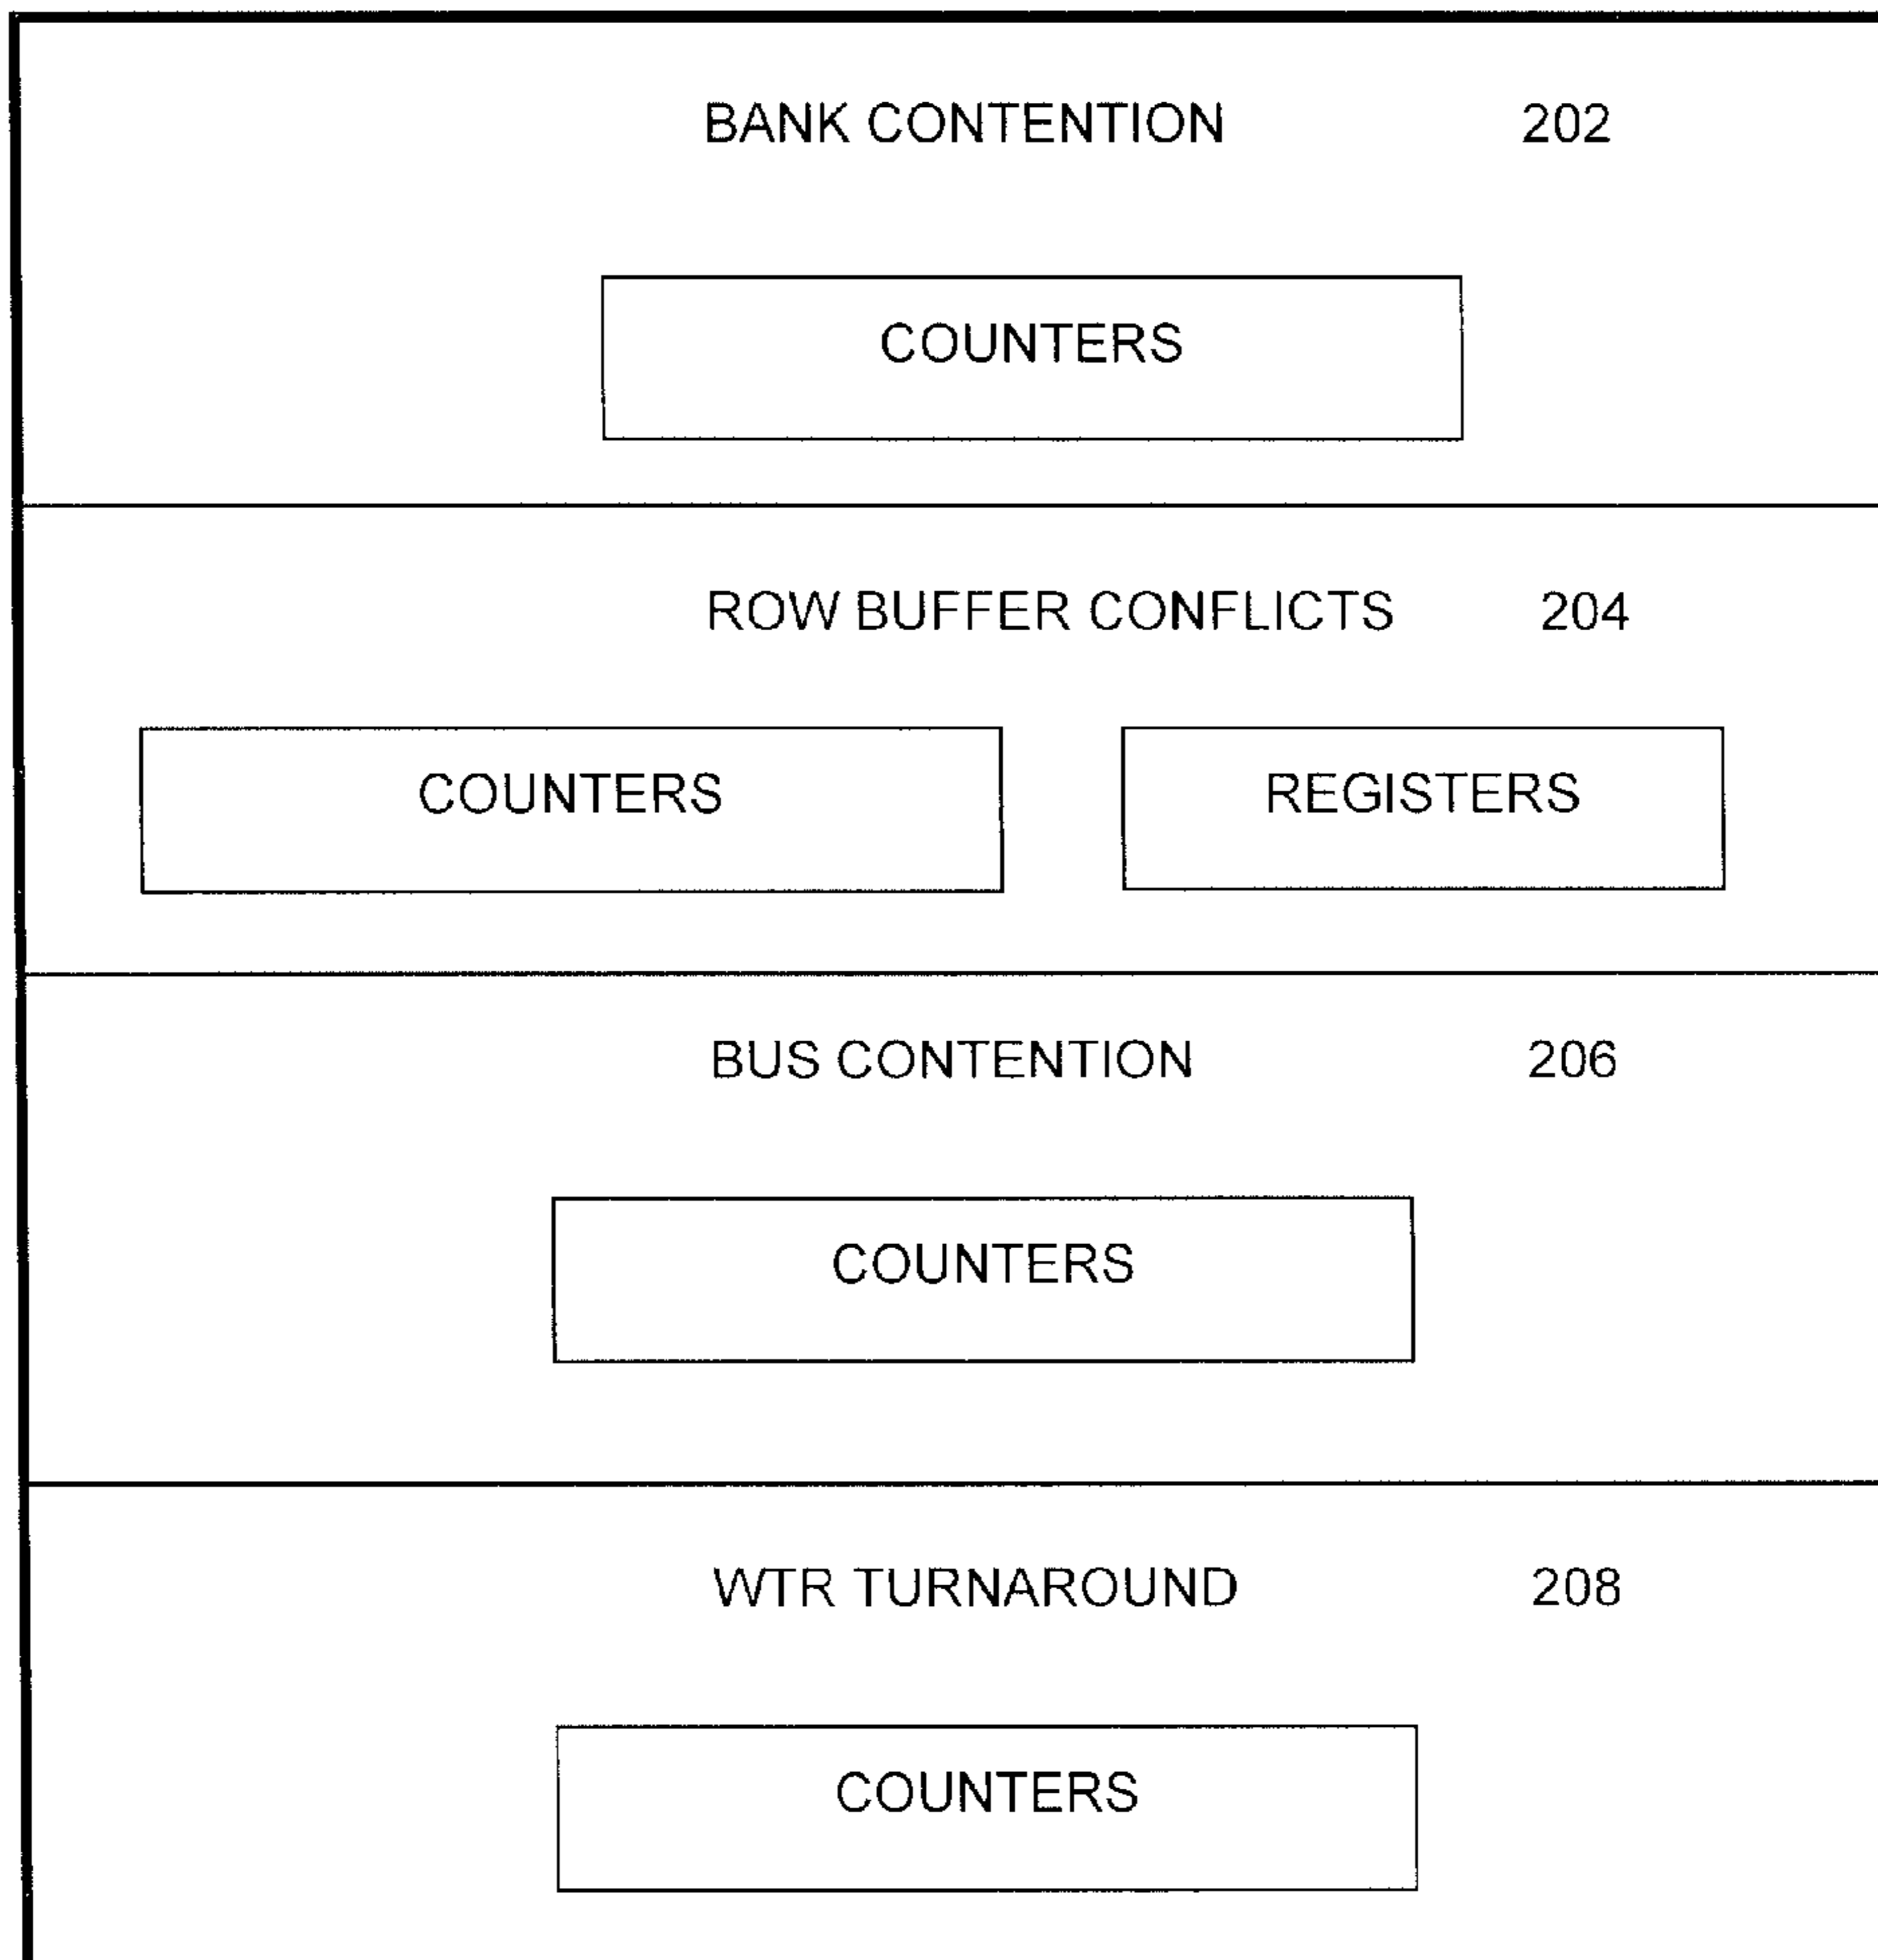 BANK CONTENTION 202
COUNTERS
ROW BUFFER CONFLICTS 204
COUNTERS REGISTERS
BUS CONTENTION 206
COUNTERS
WTR TURNAROUND 208
COUNTERS